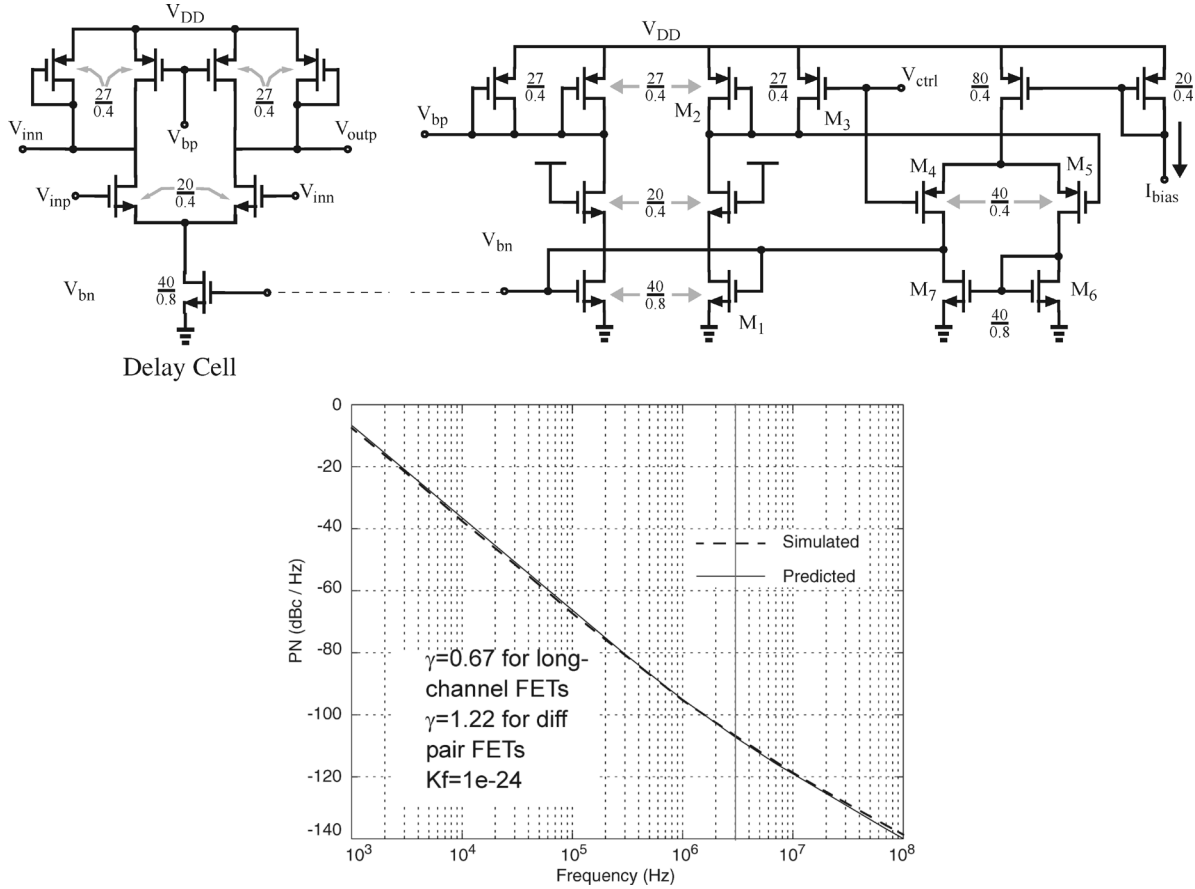 V_DD
27/0.4
27/0.4
V_inn
V_bp
V_outp
V_inp
20/0.4
V_inn
V_bn
40/0.8
Delay Cell
V_DD
27/0.4
27/0.4
27/0.4
V_ctrl
80/0.4
20/0.4
V_bp
M_2
M_3
M_4
M_5
I_bias
20/0.4
40/0.4
V_bn
40/0.8
M_1
M_7
M_6
40/0.8
0
-20
-40
-60
-80
-100
-120
-140
PN (dBc / Hz)
Simulated
Predicted
γ=0.67 for long-
channel FETs
γ=1.22 for diff
pair FETs
Kf=1e-24
10^3
10^4
10^5
10^6
10^7
10^8
Frequency (Hz)